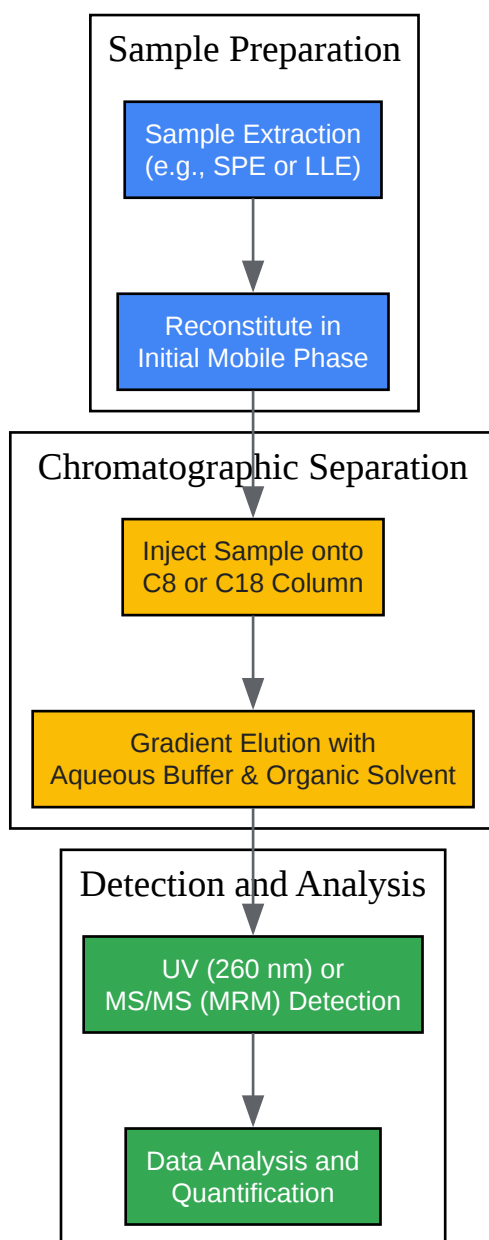 Sample Preparation
Sample Extraction
(e.g., SPE or LLE)
Reconstitute in
Initial Mobile Phase
Chromatographic Separation
Inject Sample onto
C8 or C18 Column
Gradient Elution with
Aqueous Buffer & Organic Solvent
Detection and Analysis
UV (260 nm) or
MS/MS (MRM) Detection
Data Analysis and
Quantification